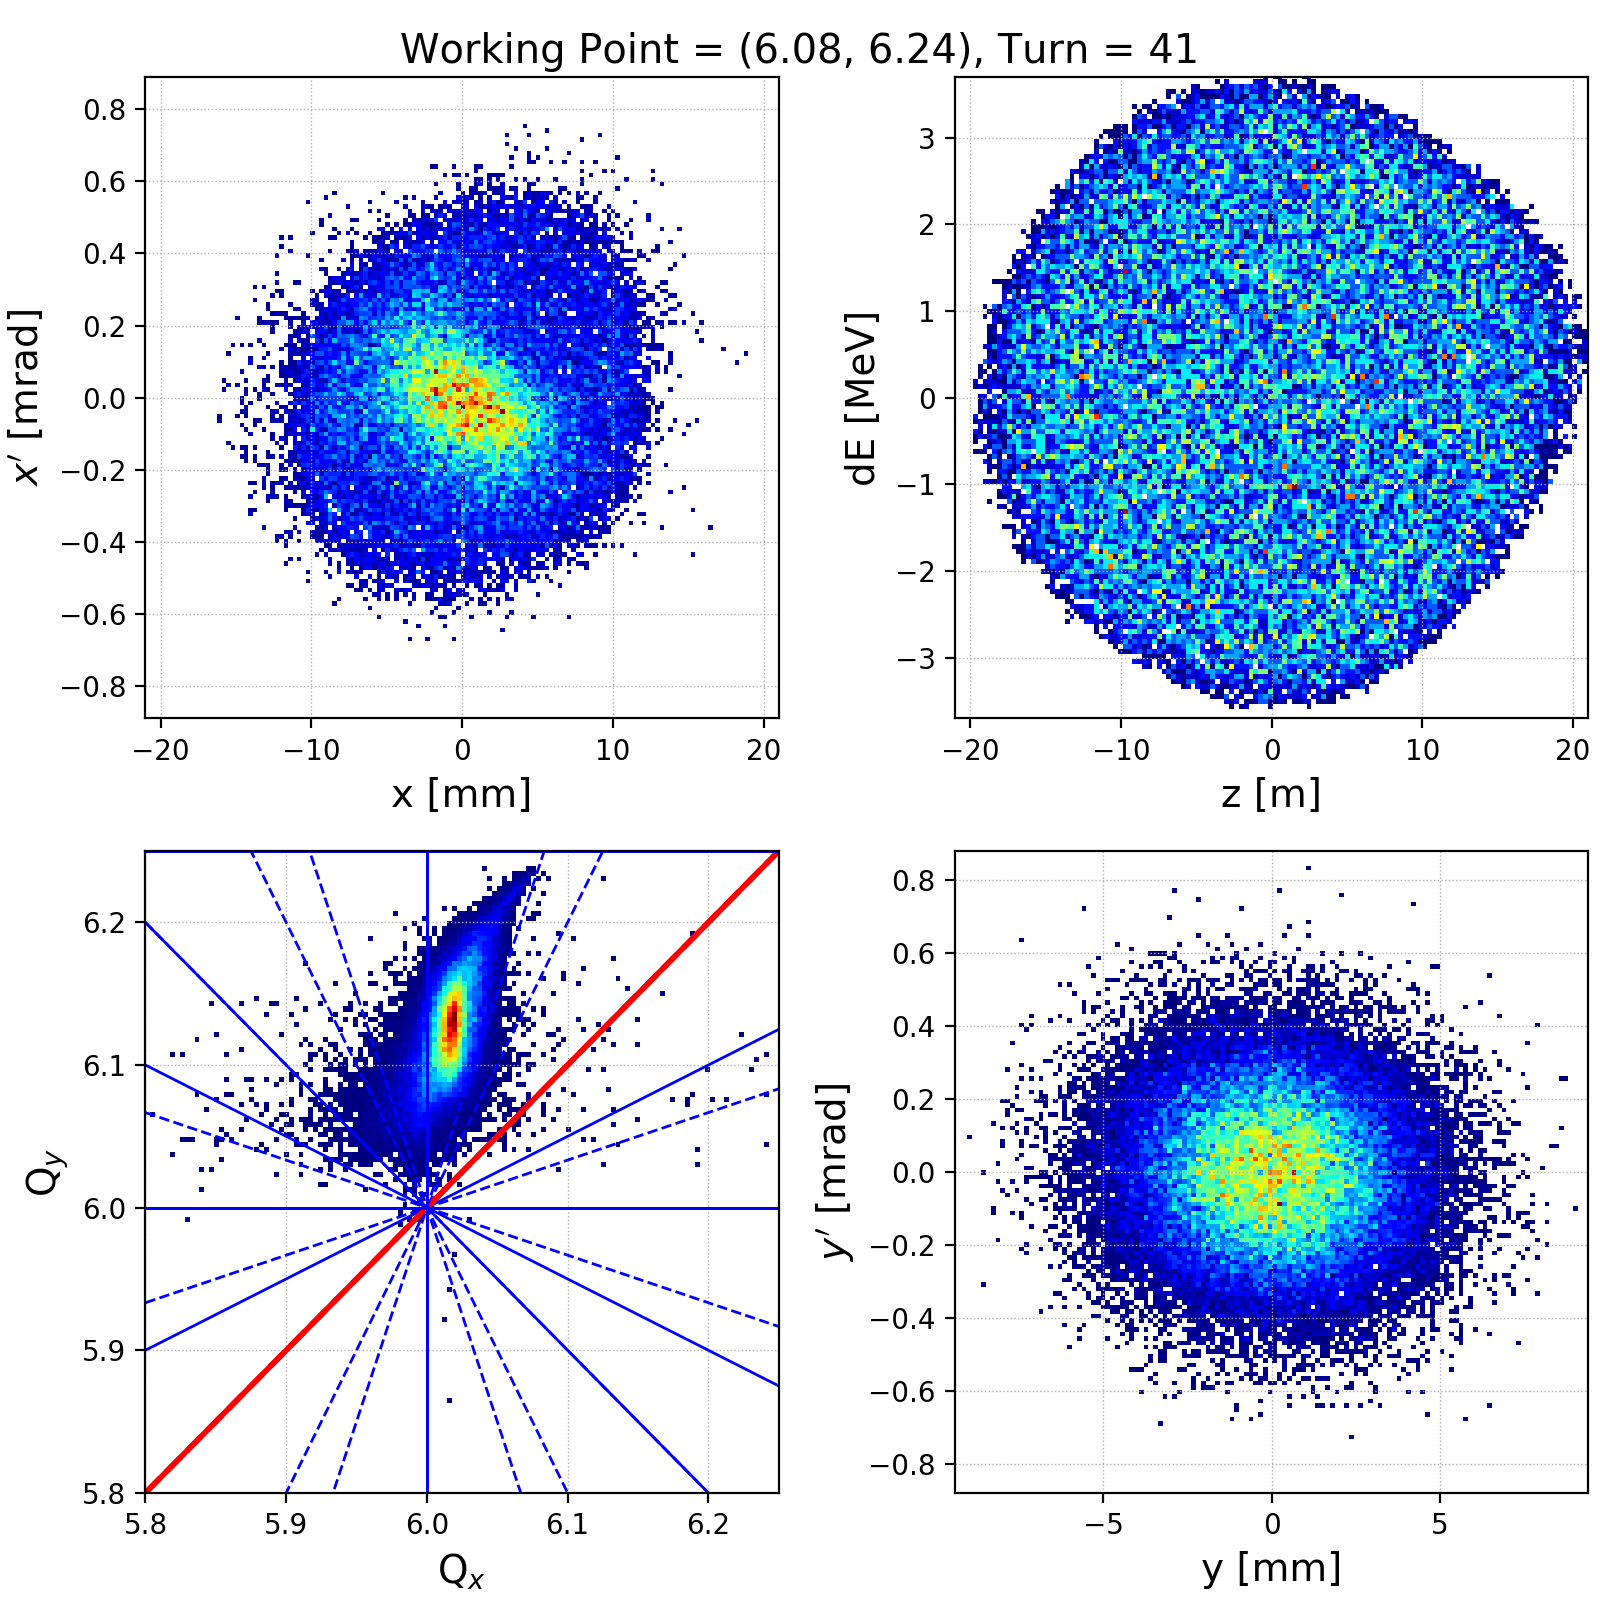 Working Point = (6.08, 6.24), Turn = 41
0.8
0.6
0.4
0.2
0.0
−0.2
−0.4
−0.6
−0.8
x′ [mrad]
−20 −10 0 10 20
x [mm]
3
2
1
0
−1
−2
−3
dE [MeV]
−20 −10 0 10 20
z [m]
6.2
6.1
6.0
5.9
5.8
Qy
5.8 5.9 6.0 6.1 6.2
Qx
0.8
0.6
0.4
0.2
0.0
−0.2
−0.4
−0.6
−0.8
y′ [mrad]
−5 0 5
y [mm]